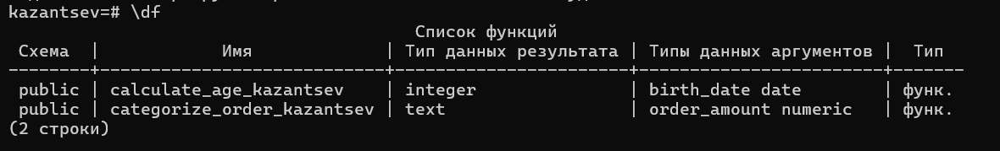 kazantsev=# \df
Список функций
Схема | Имя | Тип данных результата | Типы данных аргументов | Тип
--------+----------------------------+-----------------------+------------------------+-------
public | calculate_age_kazantsev | integer | birth_date date | функ.
public | categorize_order_kazantsev | text | order_amount numeric | функ.
(2 строки)